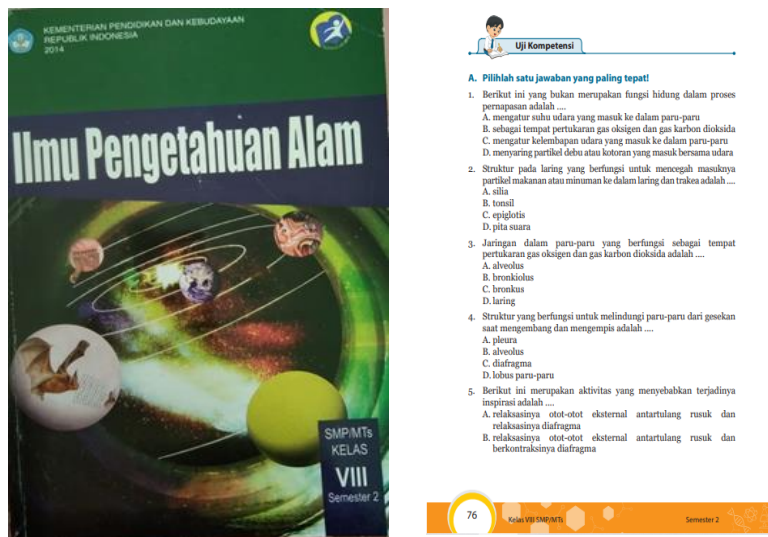 KEMENTERIAN PENDIDIKAN DAN KEBUDAYAAN
REPUBLIK INDONESIA
2014
Ilmu Pengetahuan Alam
SMP/MTs
KELAS
VIII
Semester 2
Uji Kompetensi
A. Pilihlah satu jawaban yang paling tepat!
1. Berikut ini yang bukan merupakan fungsi hidung dalam proses
pernapasan adalah ....
A. mengatur suhu udara yang masuk ke dalam paru-paru
B. sebagai tempat pertukaran gas oksigen dan gas karbon dioksida
C. mengatur kelembapan udara yang masuk ke dalam paru-paru
D. menyaring partikel debu atau kotoran yang masuk bersama udara
2. Struktur pada laring yang berfungsi untuk mencegah masuknya
partikel makanan atau minuman ke dalam laring dan trakea adalah ....
A. silia
B. tonsil
C. epiglotis
D. pita suara
3. Jaringan dalam paru-paru yang berfungsi sebagai tempat
pertukaran gas oksigen dan gas karbon dioksida adalah ....
A. alveolus
B. bronkiolus
C. bronkus
D. laring
4. Struktur yang berfungsi untuk melindungi paru-paru dari gesekan
saat mengembang dan mengempis adalah ....
A. pleura
B. alveolus
C. diafragma
D. lobus paru-paru
5. Berikut ini merupakan aktivitas yang menyebabkan terjadinya
inspirasi adalah ....
A. relaksasinya otot-otot eksternal antartulang rusuk dan
relaksasinya diafragma
B. relaksasinya otot-otot eksternal antartulang rusuk dan
berkontraksinya diafragma
76
Kelas VIII SMP/MTs
Semester 2